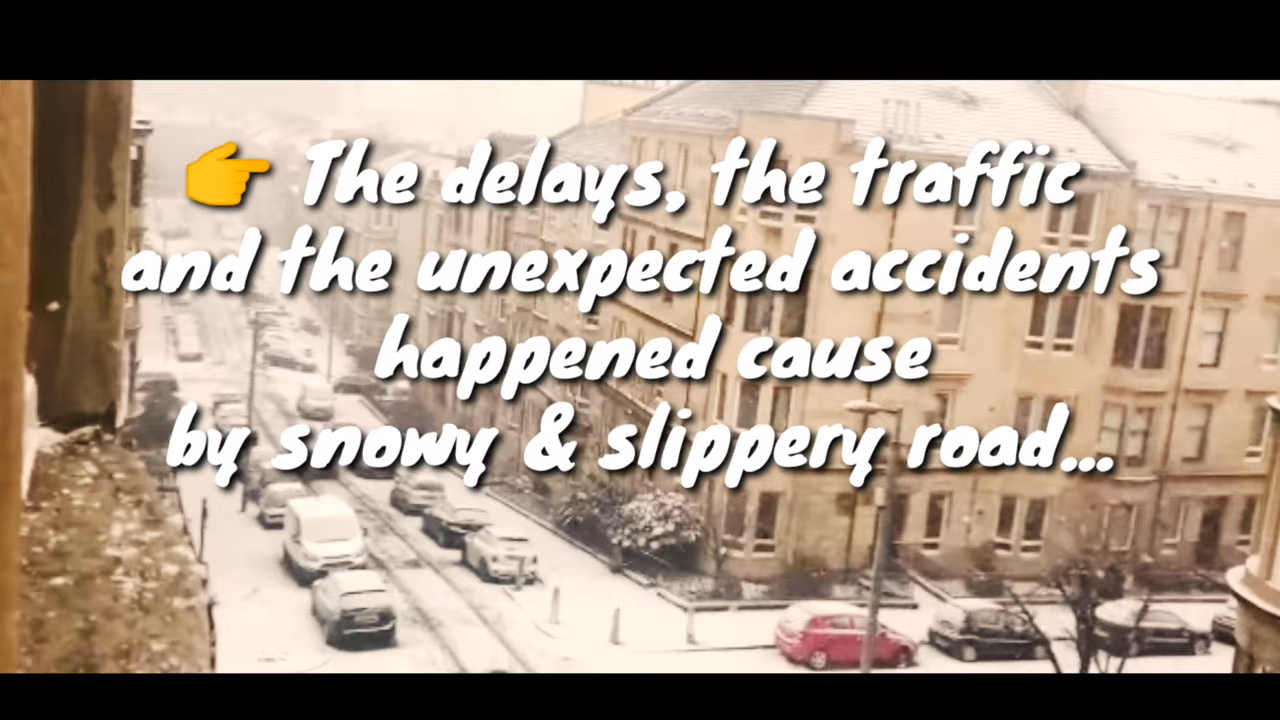 👉 The delays, the traffic
and the unexpected accidents
happened cause
by snowy & slippery road...